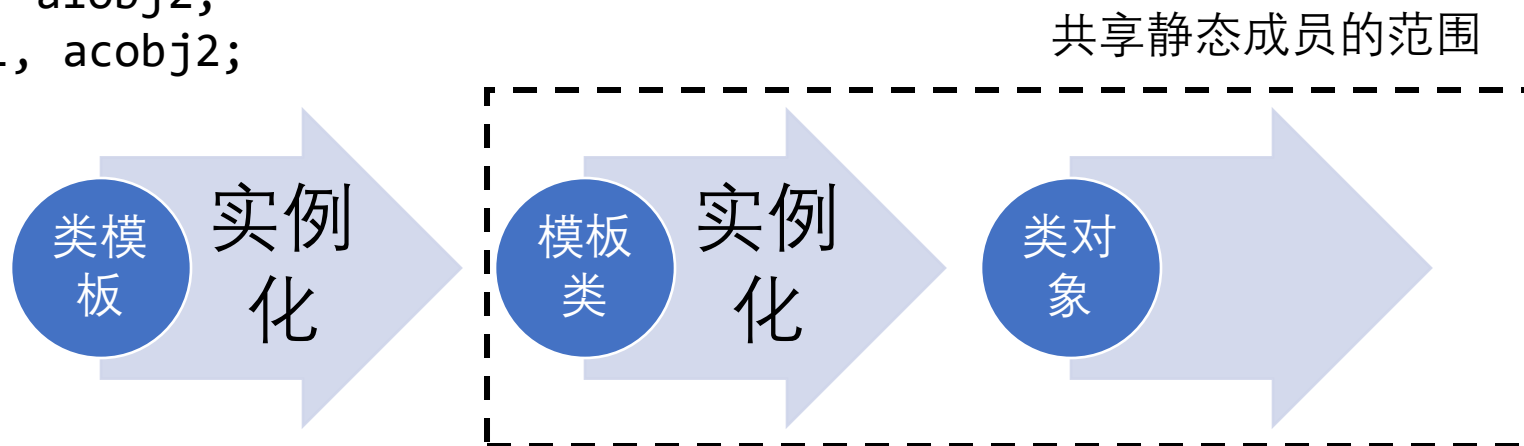 aiobj2;
, acobj2;
共享静态成员的范围
类模
板
实例
化
模板
类
实例
化
类对
象